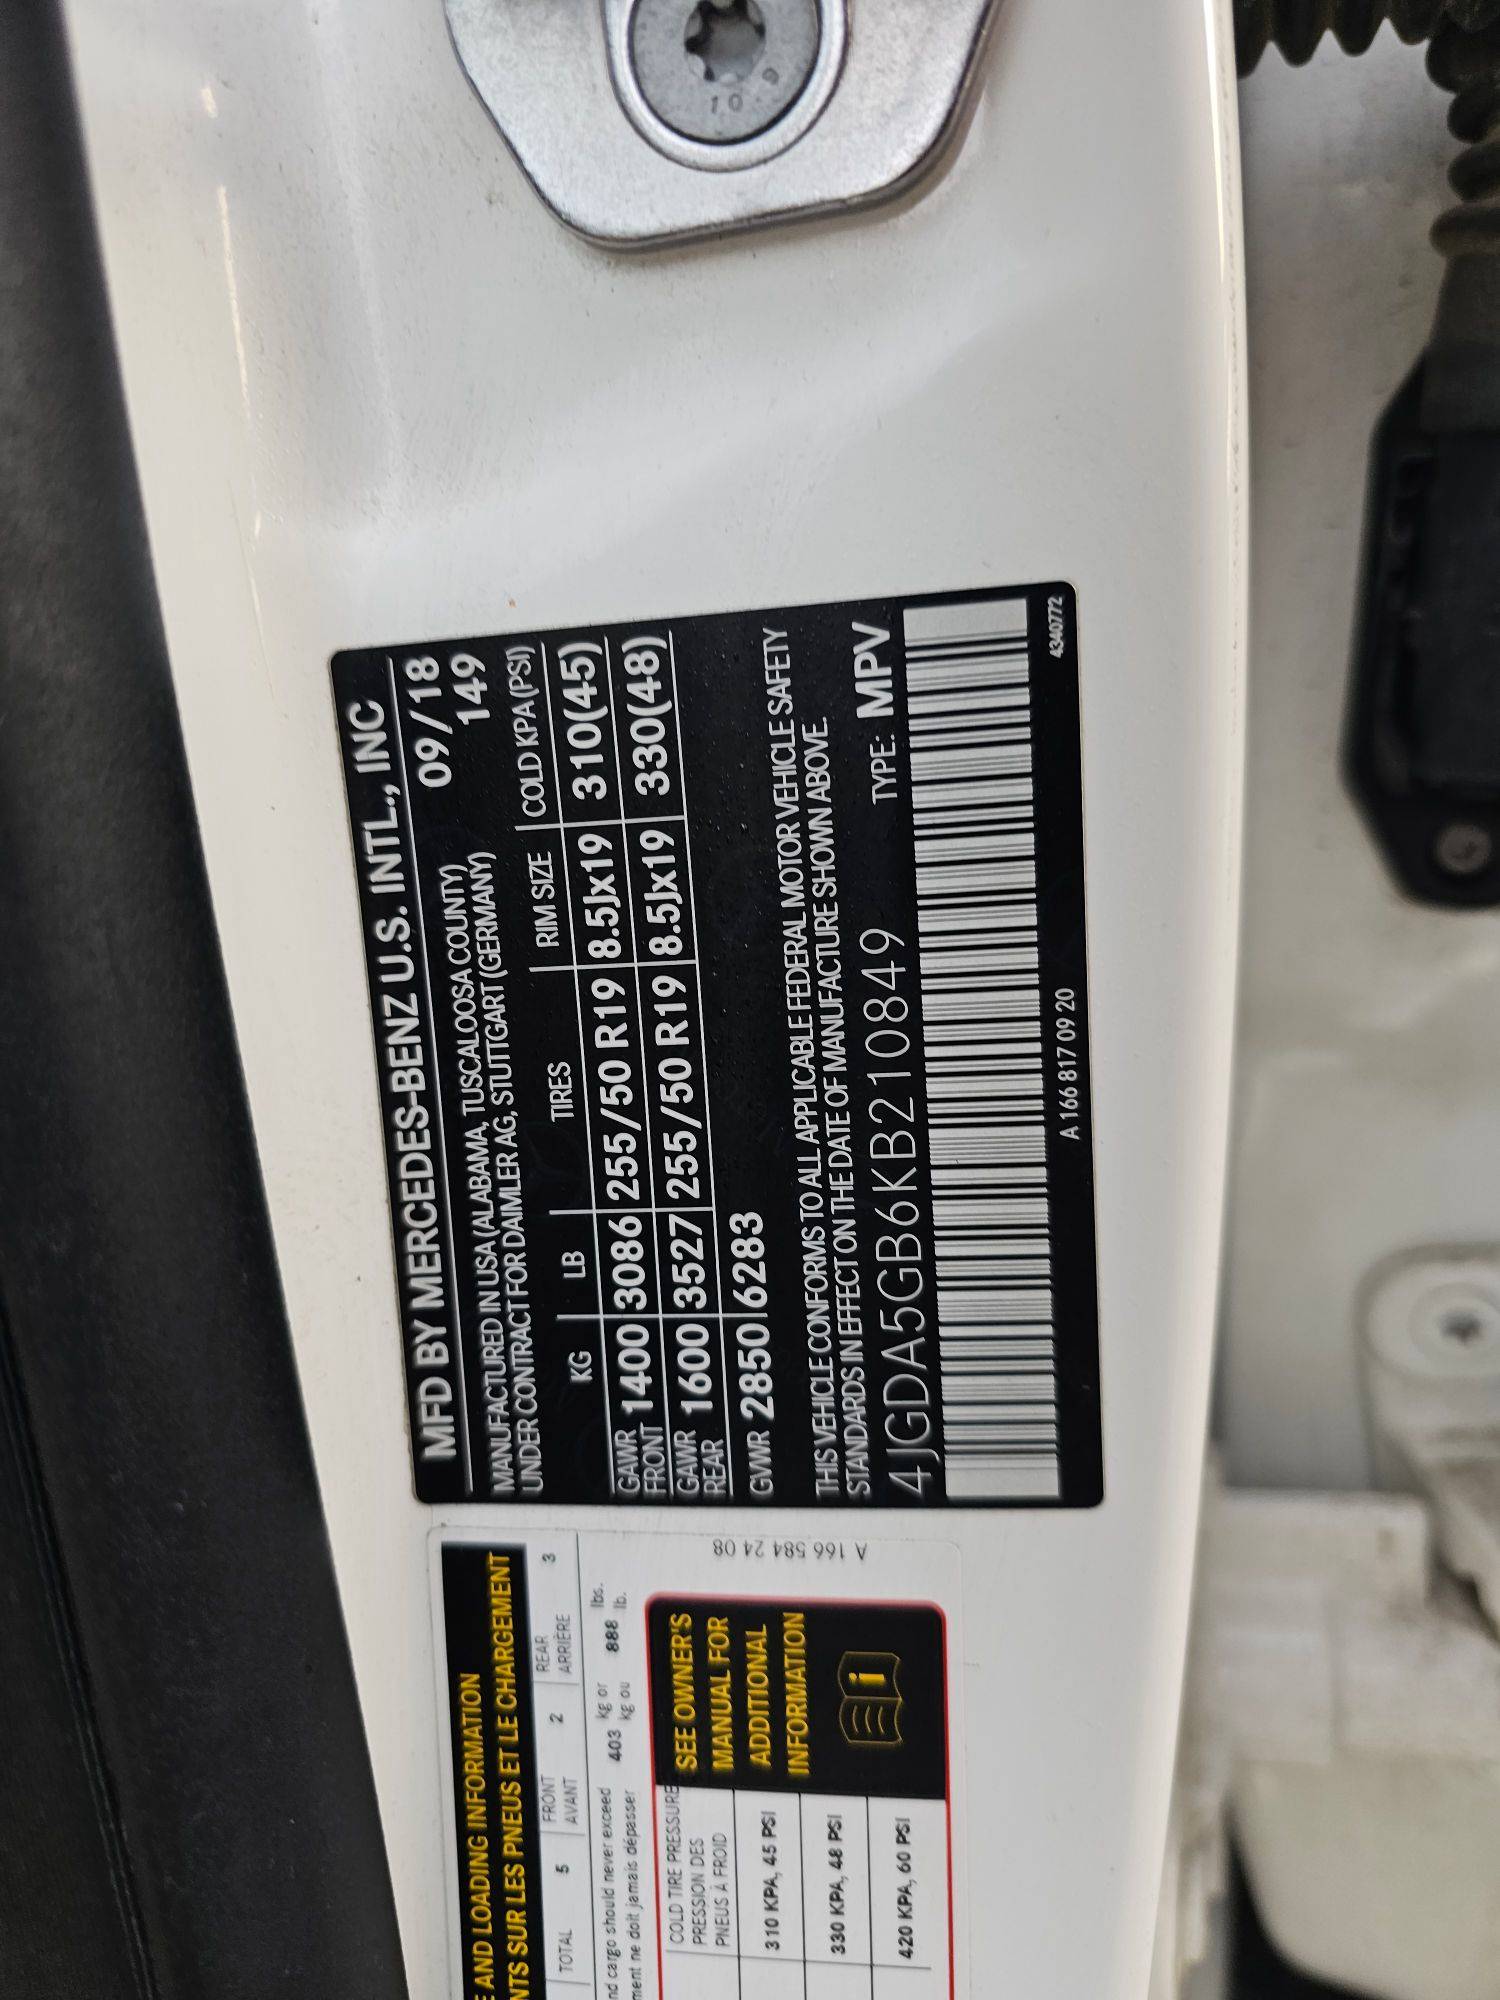 10.9
MFD BY MERCEDES-BENZ U.S. INTL., INC
MANUFACTURED IN USA (ALABAMA, TUSCALOOSA COUNTY) 09/18
UNDER CONTRACT FOR DAIMLER AG, STUTTGART (GERMANY) 149
KG LB TIRES RIM SIZE COLD KPA (PSI)
GAWR FRONT 1400 3086 255/50 R19 8.5Jx19 310(45)
GAWR REAR 1600 3527 255/50 R19 8.5Jx19 330(48)
GVWR 2850 6283
THIS VEHICLE CONFORMS TO ALL APPLICABLE FEDERAL MOTOR VEHICLE SAFETY
STANDARDS IN EFFECT ON THE DATE OF MANUFACTURE SHOWN ABOVE.
4JGDA5GB6KB210849 TYPE: MPV
A 166 817 09 20 4340772
AND LOADING INFORMATION
SUR LES PNEUS ET LE CHARGEMENT
TOTAL 5 FRONT AVANT 2 REAR ARRIÈRE 3
cargo should never exceed 403 kg or 888 lbs.
ne doit jamais dépasser kg ou lb.
COLD TIRE PRESSURE
PRESSION DES
PNEUS À FROID
310 KPA, 45 PSI
330 KPA, 48 PSI
420 KPA, 60 PSI
SEE OWNER'S
MANUAL FOR
ADDITIONAL
INFORMATION
i
A 166 584 24 08